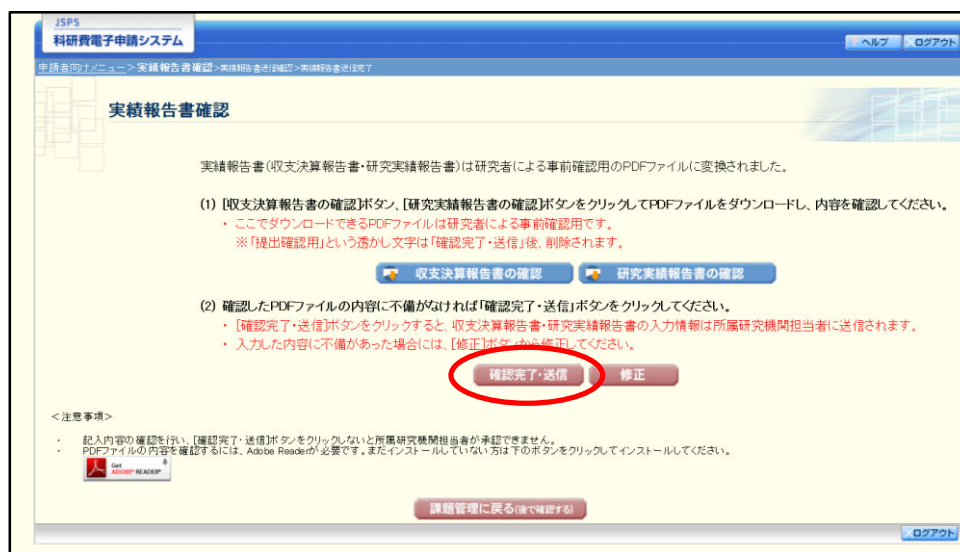 JSPS
科研費電子申請システム
ヘルプ ログアウト
申請者向けメニュー>実績報告書確認>実績報告書送信確認>実績報告書送信完了
実績報告書確認
実績報告書(収支決算報告書・研究実績報告書)は研究者による事前確認用のPDFファイルに変換されました。
(1) [収支決算報告書の確認]ボタン、[研究実績報告書の確認]ボタンをクリックしてPDFファイルをダウンロードし、内容を確認してください。
・ ここでダウンロードできるPDFファイルは研究者による事前確認用です。
※「提出確認用」という透かし文字は「確認完了・送信」後、削除されます。
収支決算報告書の確認 研究実績報告書の確認
(2) 確認したPDFファイルの内容に不備がなければ「確認完了・送信」ボタンをクリックしてください。
・ [確認完了・送信]ボタンをクリックすると、収支決算報告書・研究実績報告書の入力情報は所属研究機関担当者に送信されます。
・ 入力した内容に不備があった場合には、[修正]ボタンから修正してください。
確認完了・送信 修正
<注意事項>
・ 記入内容の確認を行い、[確認完了・送信]ボタンをクリックしないと所属研究機関担当者が承認できません。
・ PDFファイルの内容を確認するには、Adobe Readerが必要です。まだインストールしていない方は下のボタンをクリックしてインストールしてください。
Get
ADOBE® READER®
課題管理に戻る(後で確認する)
ログアウト